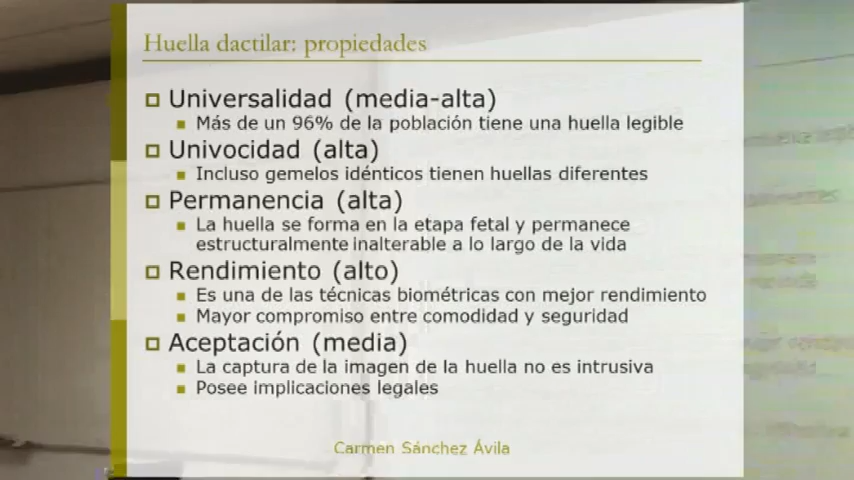 Huella dactilar: propiedades
Universalidad (media-alta)
Más de un 96% de la población tiene una huella legible
Univocidad (alta)
Incluso gemelos idénticos tienen huellas diferentes
Permanencia (alta)
La huella se forma en la etapa fetal y permanece
estructuralmente inalterable a lo largo de la vida
Rendimiento (alto)
Es una de las técnicas biométricas con mejor rendimiento
Mayor compromiso entre comodidad y seguridad
Aceptación (media)
La captura de la imagen de la huella no es intrusiva
Posee implicaciones legales
Carmen Sánchez Ávila